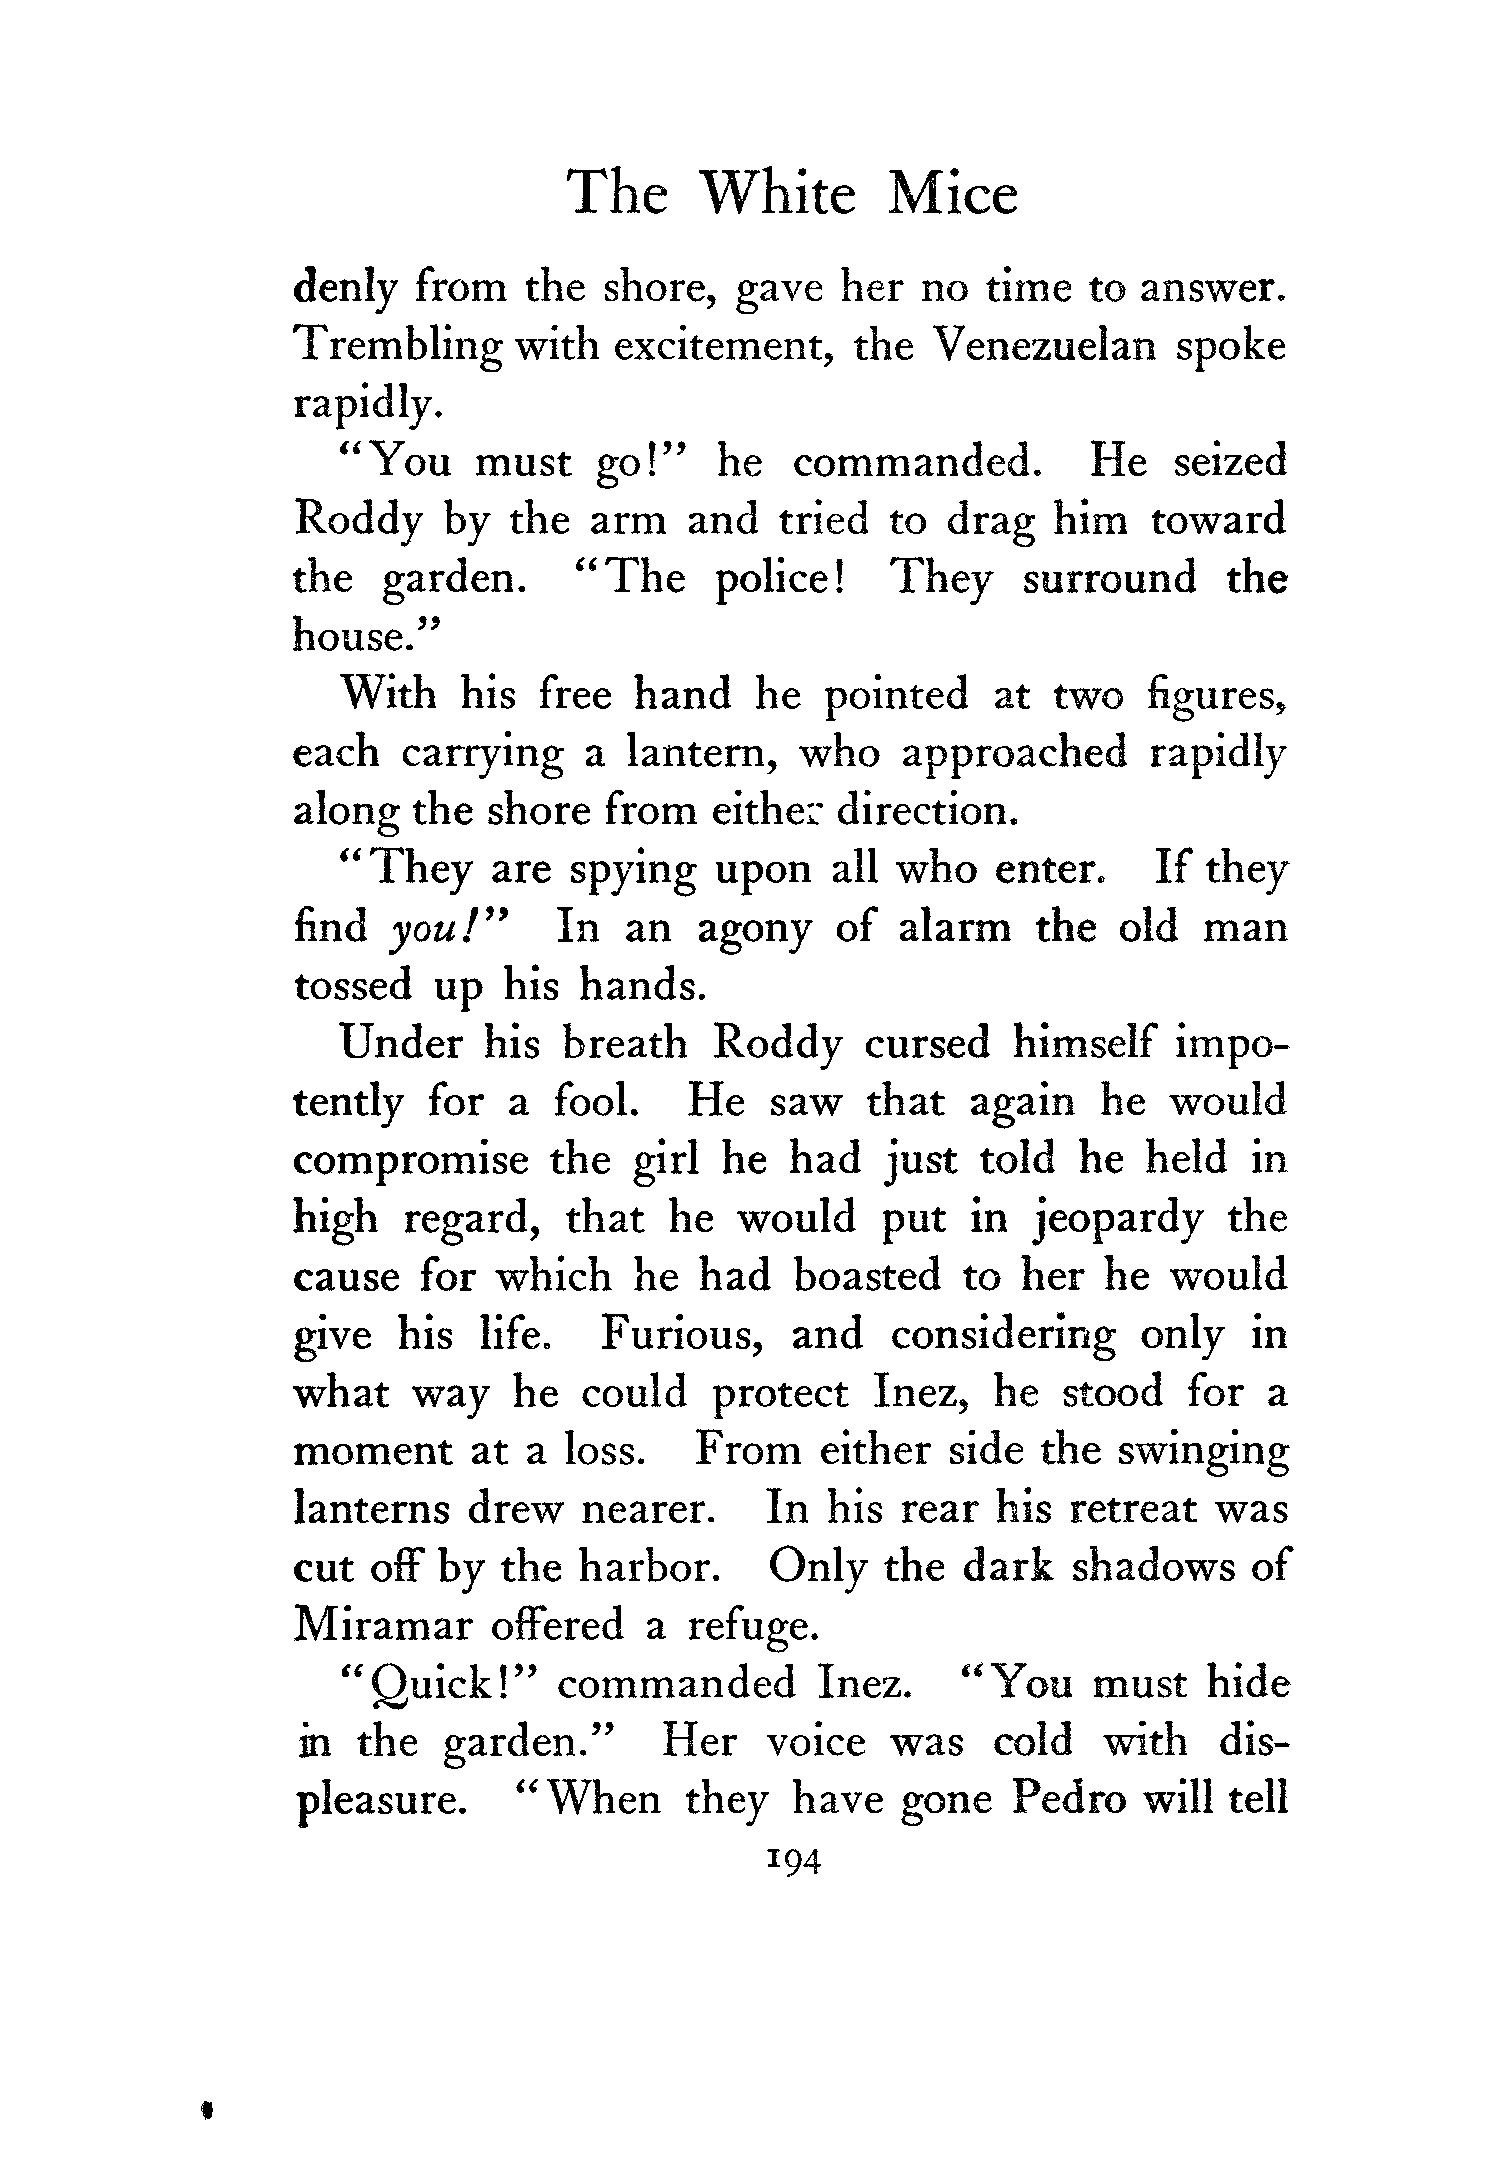 The White Mice
denly from the shore, gave her no time to answer.
Trembling with excitement, the Venezuelan spoke
rapidly.
“You must go!” he commanded. He seized
Roddy by the arm and tried to drag him toward
the garden. “The police! They surround the
house.”
With his free hand he pointed at two figures,
each carrying a lantern, who approached rapidly
along the shore from either direction.
“They are spying upon all who enter. If they
find you!” In an agony of alarm the old man
tossed up his hands.
Under his breath Roddy cursed himself impo-
tently for a fool. He saw that again he would
compromise the girl he had just told he held in
high regard, that he would put in jeopardy the
cause for which he had boasted to her he would
give his life. Furious, and considering only in
what way he could protect Inez, he stood for a
moment at a loss. From either side the swinging
lanterns drew nearer. In his rear his retreat was
cut off by the harbor. Only the dark shadows of
Miramar offered a refuge.
“Quick!” commanded Inez. “You must hide
in the garden.” Her voice was cold with dis-
pleasure. “When they have gone Pedro will tell
194